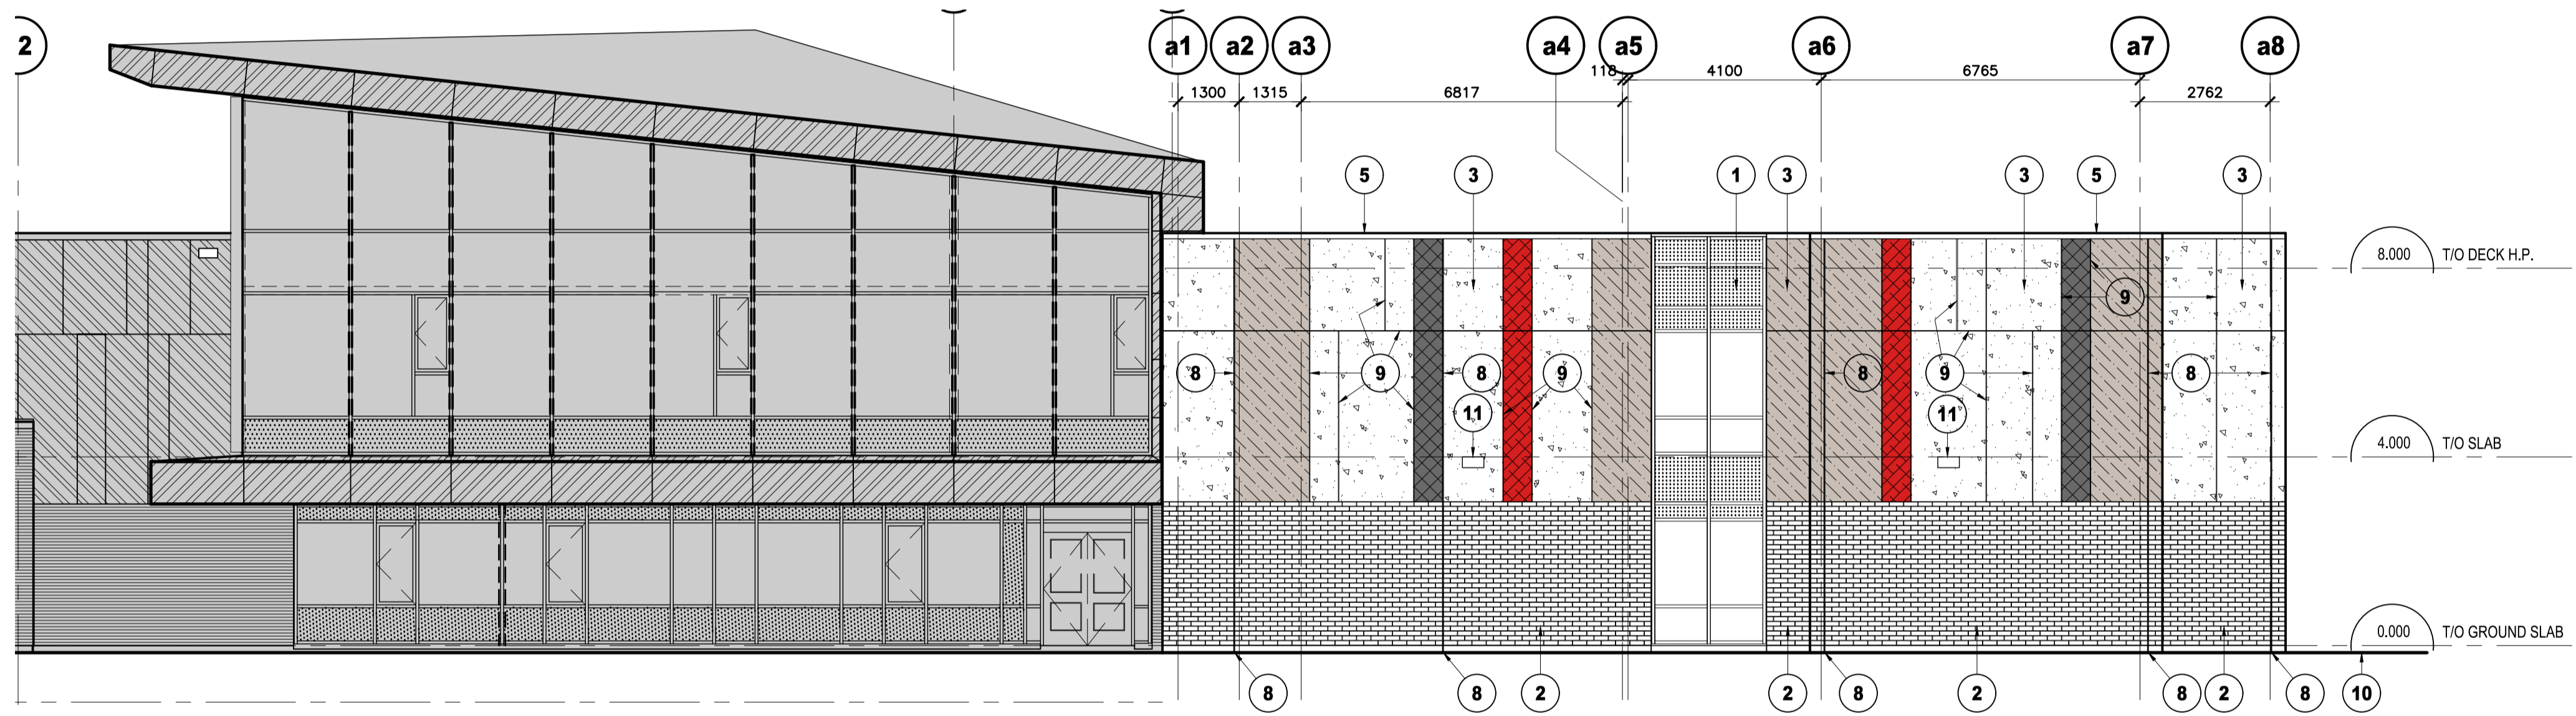 2 a1 a2 a3 a4 a5 a6 a7 a8
118 4100 6765
1300 1315 6817 2762
5 3 1 3 3 5 3
8.000 T/O DECK H.P.
9
8 9 8 9 8 9 8
11 11
4.000 T/O SLAB
0.000 T/O GROUND SLAB
8 8 2 2 8 2 8 2 8 10